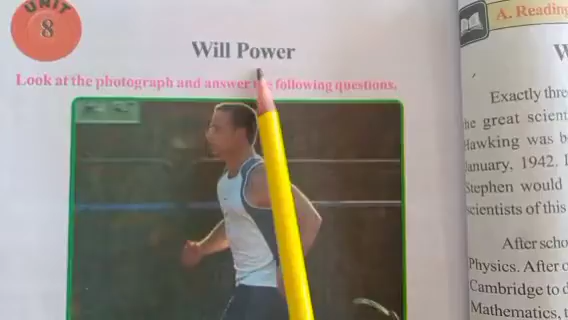 UNIT
8
Will Power
Look at the photograph and answer the following questions.
A. Reading
W
Exactly thre
he great scient
Hawking was b
January, 1942. I
Stephen would
scientists of this
After scho
Physics. After c
Cambridge to d
Mathematics, t